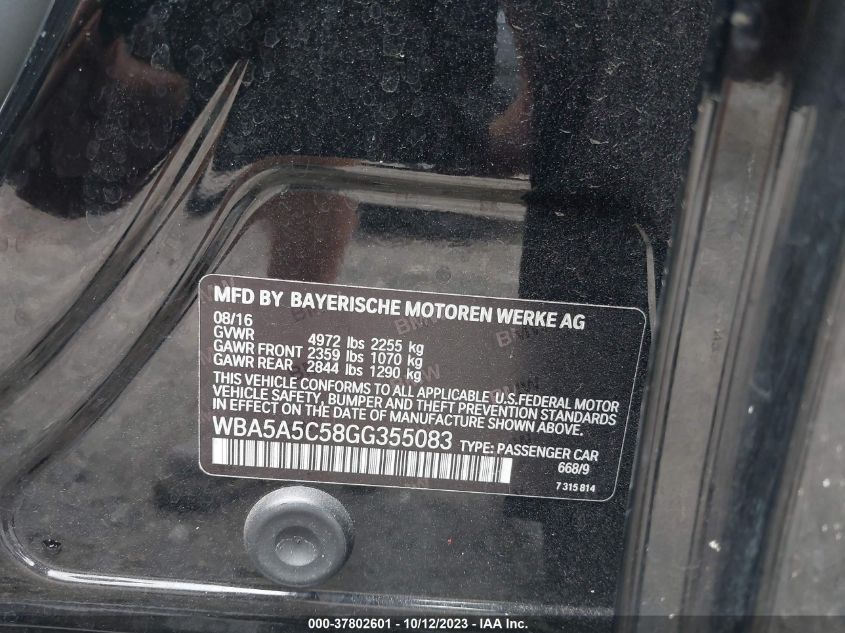 MFD BY BAYERISCHE MOTOREN WERKE AG
08/16
GVWR 4972 lbs 2255 kg
GAWR FRONT 2359 lbs 1070 kg
GAWR REAR 2844 lbs 1290 kg
THIS VEHICLE CONFORMS TO ALL APPLICABLE U.S.FEDERAL MOTOR
VEHICLE SAFETY, BUMPER AND THEFT PREVENTION STANDARDS
IN EFFECT ON THE DATE OF MANUFACTURE SHOWN ABOVE.
WBA5A5C58GG355083 TYPE: PASSENGER CAR
668/9
7 315 814
000-37802601 - 10/12/2023 - IAA Inc.